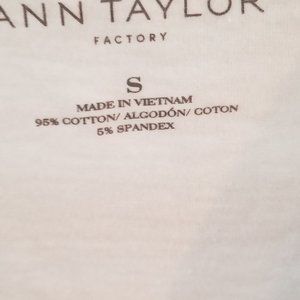 ANN TAYLOR
FACTORY
S
MADE IN VIETNAM
95% COTTON/ ALGODÓN/ COTON
5% SPANDEX